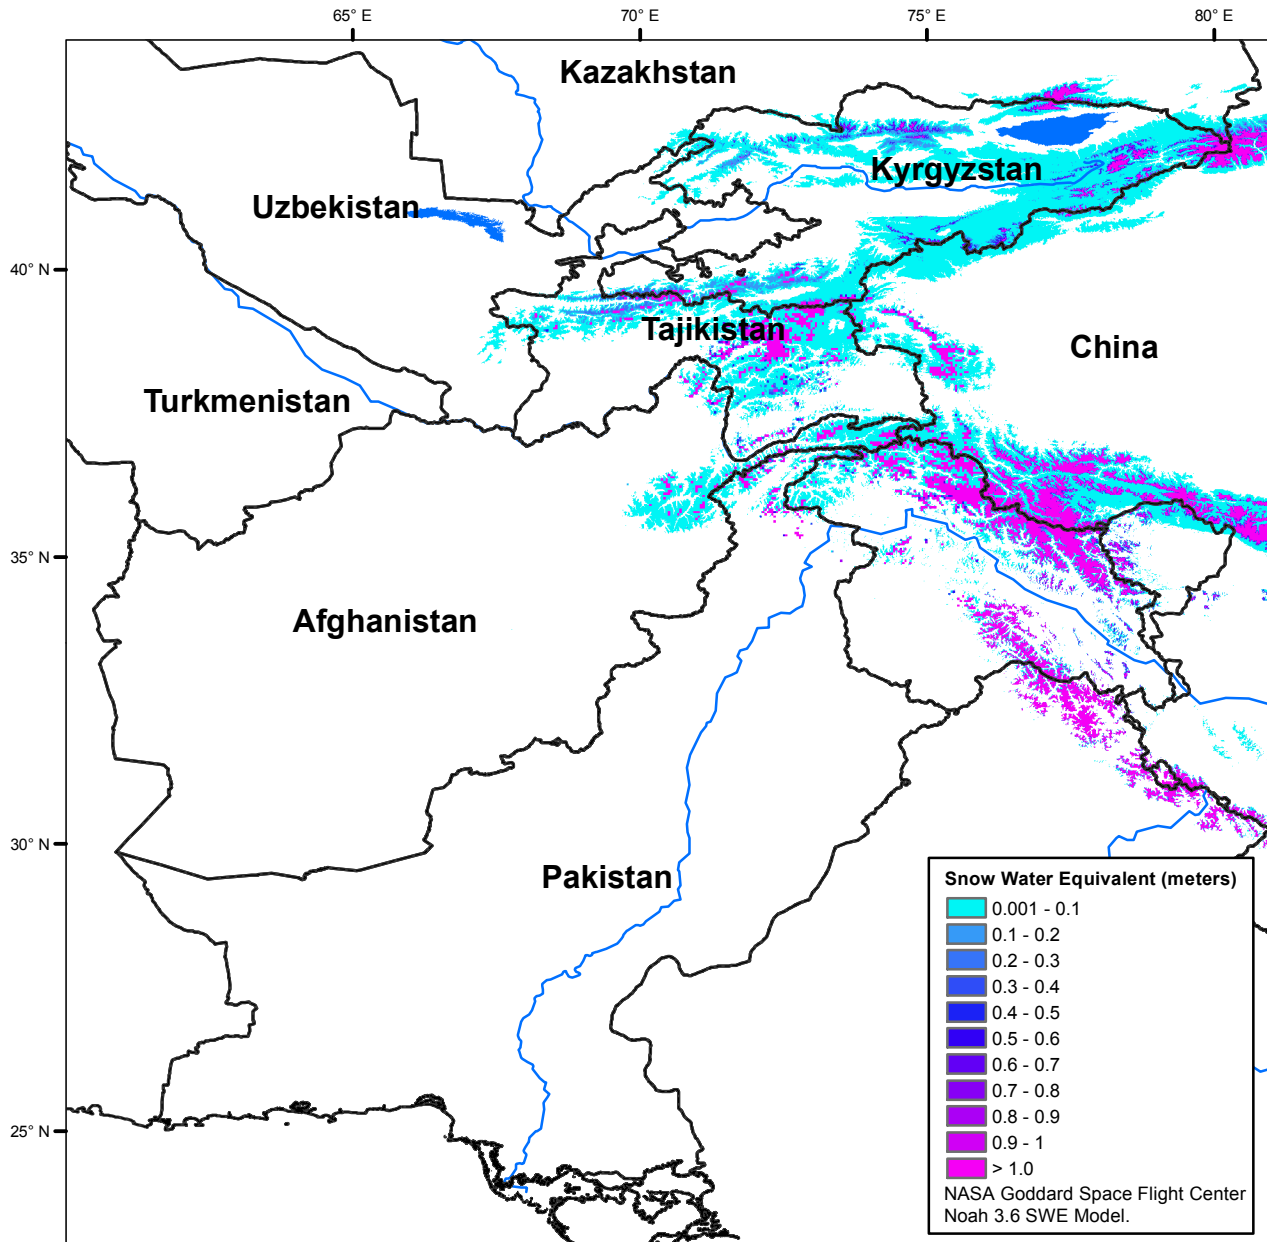 65° E
70° E
75° E
80° E
Kazakhstan
Kyrgyzstan
Uzbekistan
40° N
Tajikistan
China
Turkmenistan
35° N
Afghanistan
30° N
Pakistan
25° N
Snow Water Equivalent (meters)
0.001 - 0.1
0.1 - 0.2
0.2 - 0.3
0.3 - 0.4
0.4 - 0.5
0.5 - 0.6
0.6 - 0.7
0.7 - 0.8
0.8 - 0.9
0.9 - 1
> 1.0
NASA Goddard Space Flight Center
Noah 3.6 SWE Model.